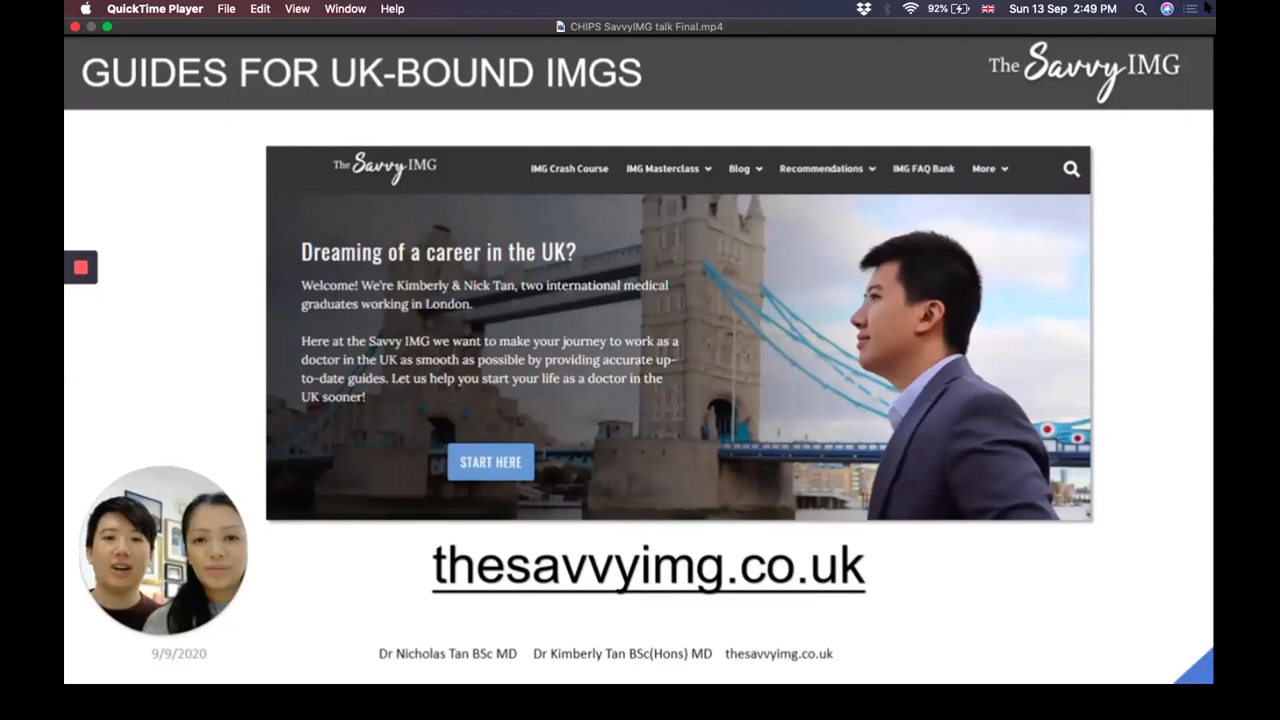 QuickTime Player File Edit View Window Help 92% Sun 13 Sep 2:49 PM
CHIPS SavvyIMG talk Final.mp4
GUIDES FOR UK-BOUND IMGS
The Savvy IMG
The Savvy IMG IMG Crash Course IMG Masterclass Blog Recommendations IMG FAQ Bank More
Dreaming of a career in the UK?
Welcome! We're Kimberly & Nick Tan, two international medical
graduates working in London.
Here at the Savvy IMG we want to make your journey to work as a
doctor in the UK as smooth as possible by providing accurate up-
to-date guides. Let us help you start your life as a doctor in the
UK sooner!
START HERE
thesavvyimg.co.uk
9/9/2020 Dr Nicholas Tan BSc MD Dr Kimberly Tan BSc(Hons) MD thesavvyimg.co.uk